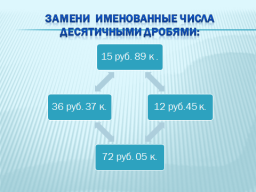 ЗАМЕНИ ИМЕНОВАННЫЕ ЧИСЛА
ДЕСЯТИЧНЫМИ ДРОБЯМИ:
15 руб. 89 к.
36 руб. 37 к.
12 руб.45 к.
72 руб. 05 к.